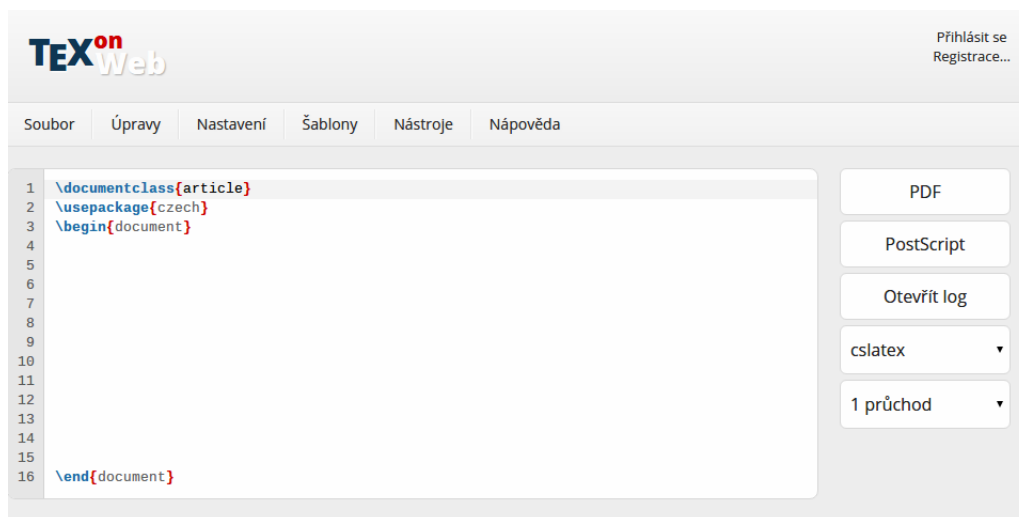 TEX on Web
Přihlásit se
Registrace...
Soubor Úpravy Nastavení Šablony Nástroje Nápověda
1 \documentclass{article}
2 \usepackage{czech}
3 \begin{document}
4
5
6
7
8
9
10
11
12
13
14
15
16 \end{document}
PDF
PostScript
Otevřít log
cslatex
1 průchod